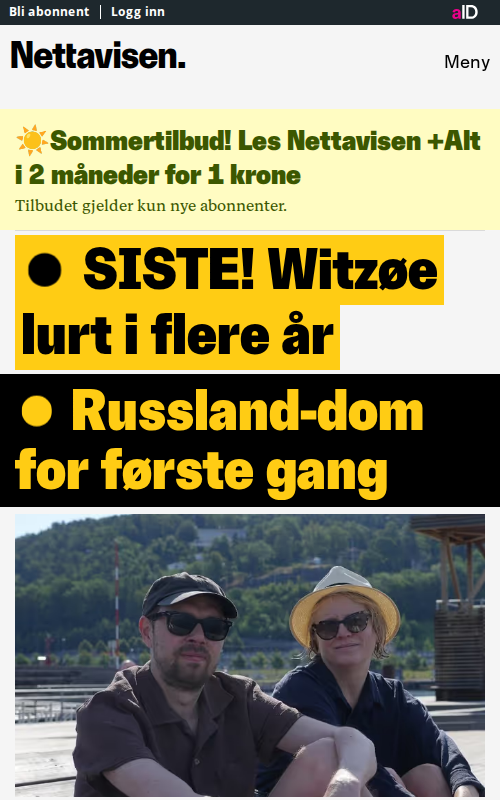 Bli abonnent | Logg inn
aID
Nettavisen.
Meny
☀️Sommertilbud! Les Nettavisen +Alt
i 2 måneder for 1 krone
Tilbudet gjelder kun nye abonnenter.
● SISTE! Witzøe
lurt i flere år
● Russland-dom
for første gang